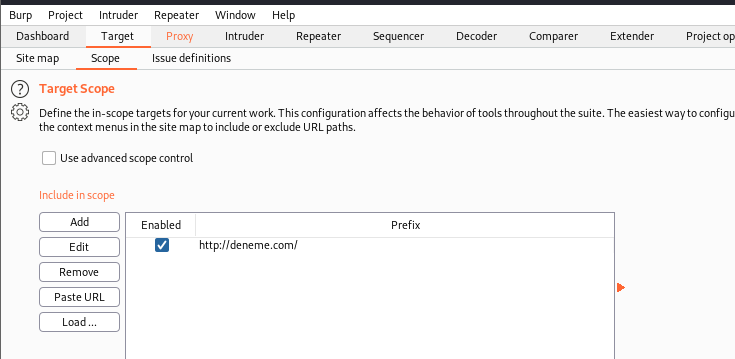 Burp Project Intruder Repeater Window Help
Dashboard Target Proxy Intruder Repeater Sequencer Decoder Comparer Extender Project op
Site map Scope Issue definitions
? Target Scope
Define the in-scope targets for your current work. This configuration affects the behavior of tools throughout the suite. The easiest way to configu
the context menus in the site map to include or exclude URL paths.
Use advanced scope control
Include in scope
Add
Edit
Remove
Paste URL
Load ...
Enabled Prefix
http://deneme.com/